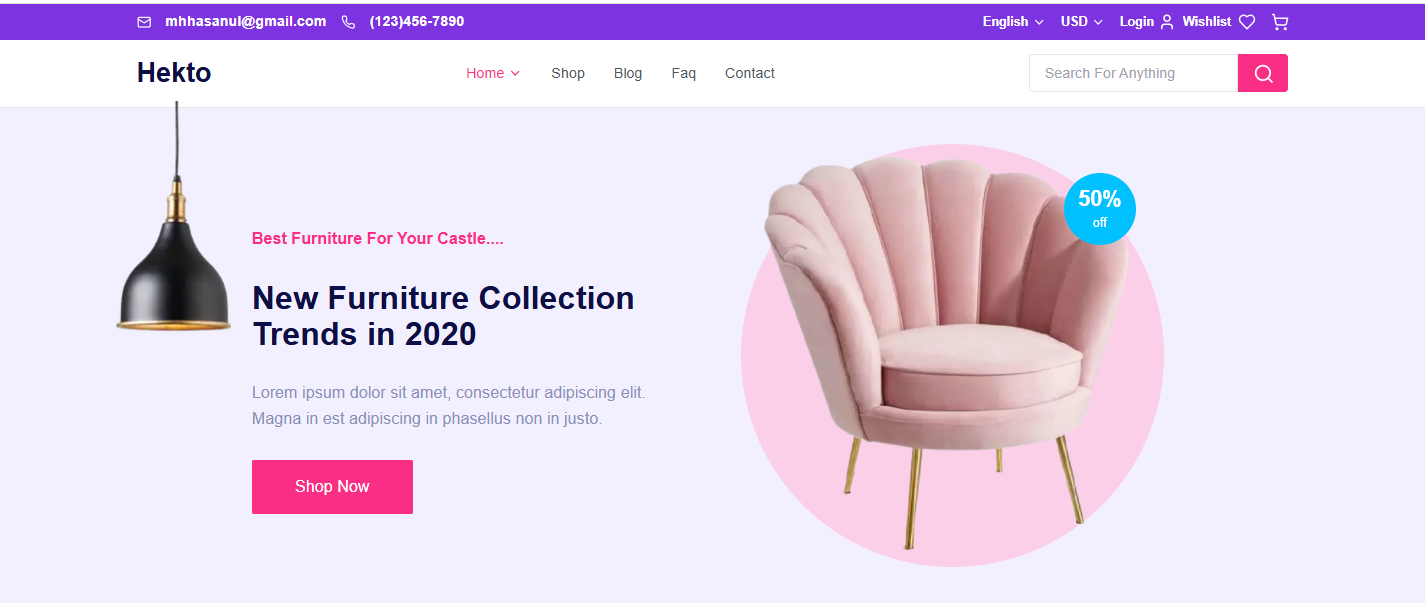 mhhasanul@gmail.com (123)456-7890 English USD Login Wishlist
Hekto Home Shop Blog Faq Contact Search For Anything
50%
off
Best Furniture For Your Castle....
New Furniture Collection
Trends in 2020
Lorem ipsum dolor sit amet, consectetur adipiscing elit.
Magna in est adipiscing in phasellus non in justo.
Shop Now